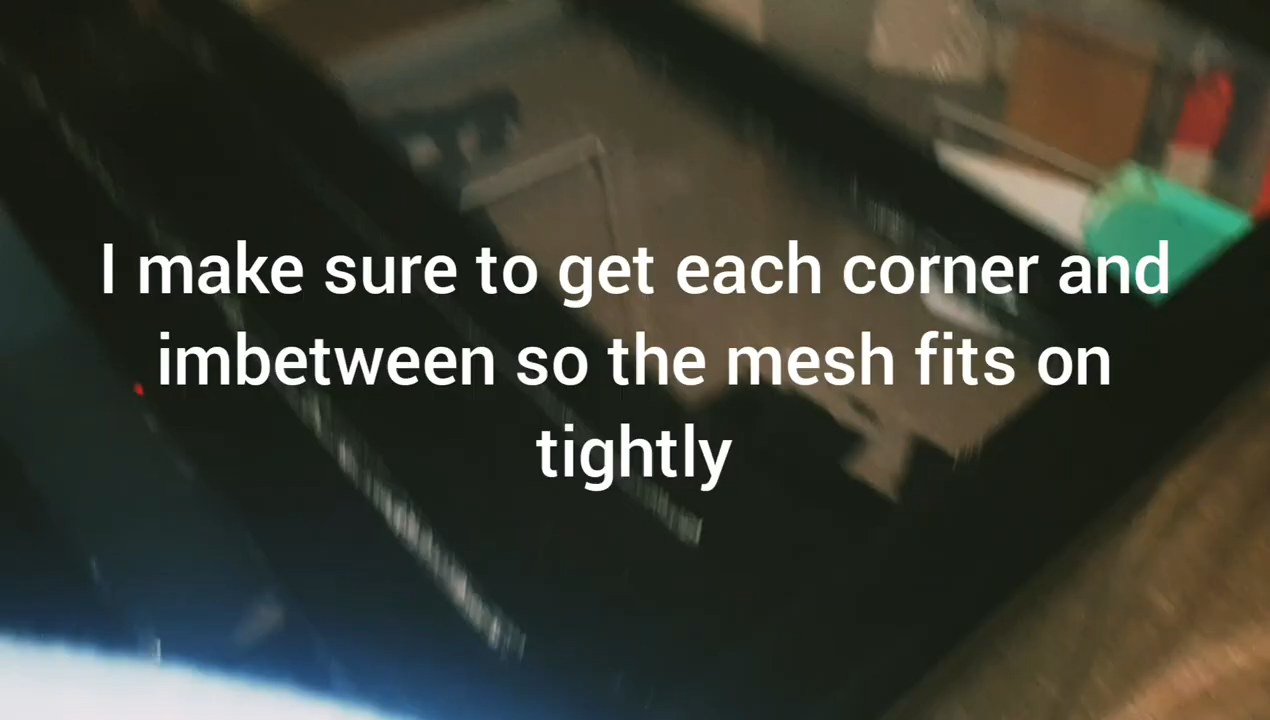 I make sure to get each corner and
imbetween so the mesh fits on
tightly